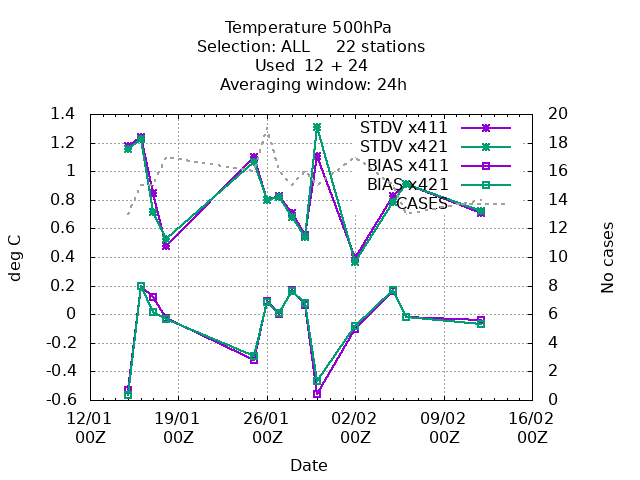 Temperature 500hPa
Selection: ALL 22 stations
Used 12 + 24
Averaging window: 24h
1.4
1.2
1
0.8
0.6
0.4
0.2
0
-0.2
-0.4
-0.6
deg C
20
18
16
14
12
10
8
6
4
2
0
No cases
STDV x411
STDV x421
BIAS x411
BIAS x421
CASES
12/01 19/01 26/01 02/02 09/02 16/02
00Z 00Z 00Z 00Z 00Z 00Z
Date